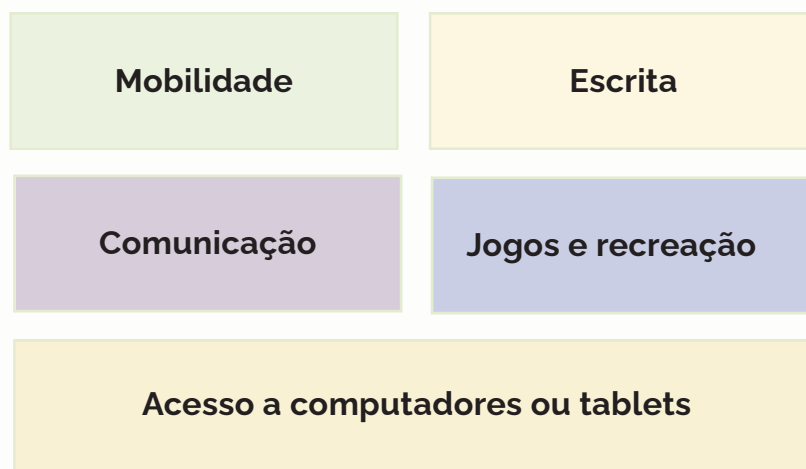 Mobilidade
Escrita
Comunicação
Jogos e recreação
Acesso a computadores ou tablets